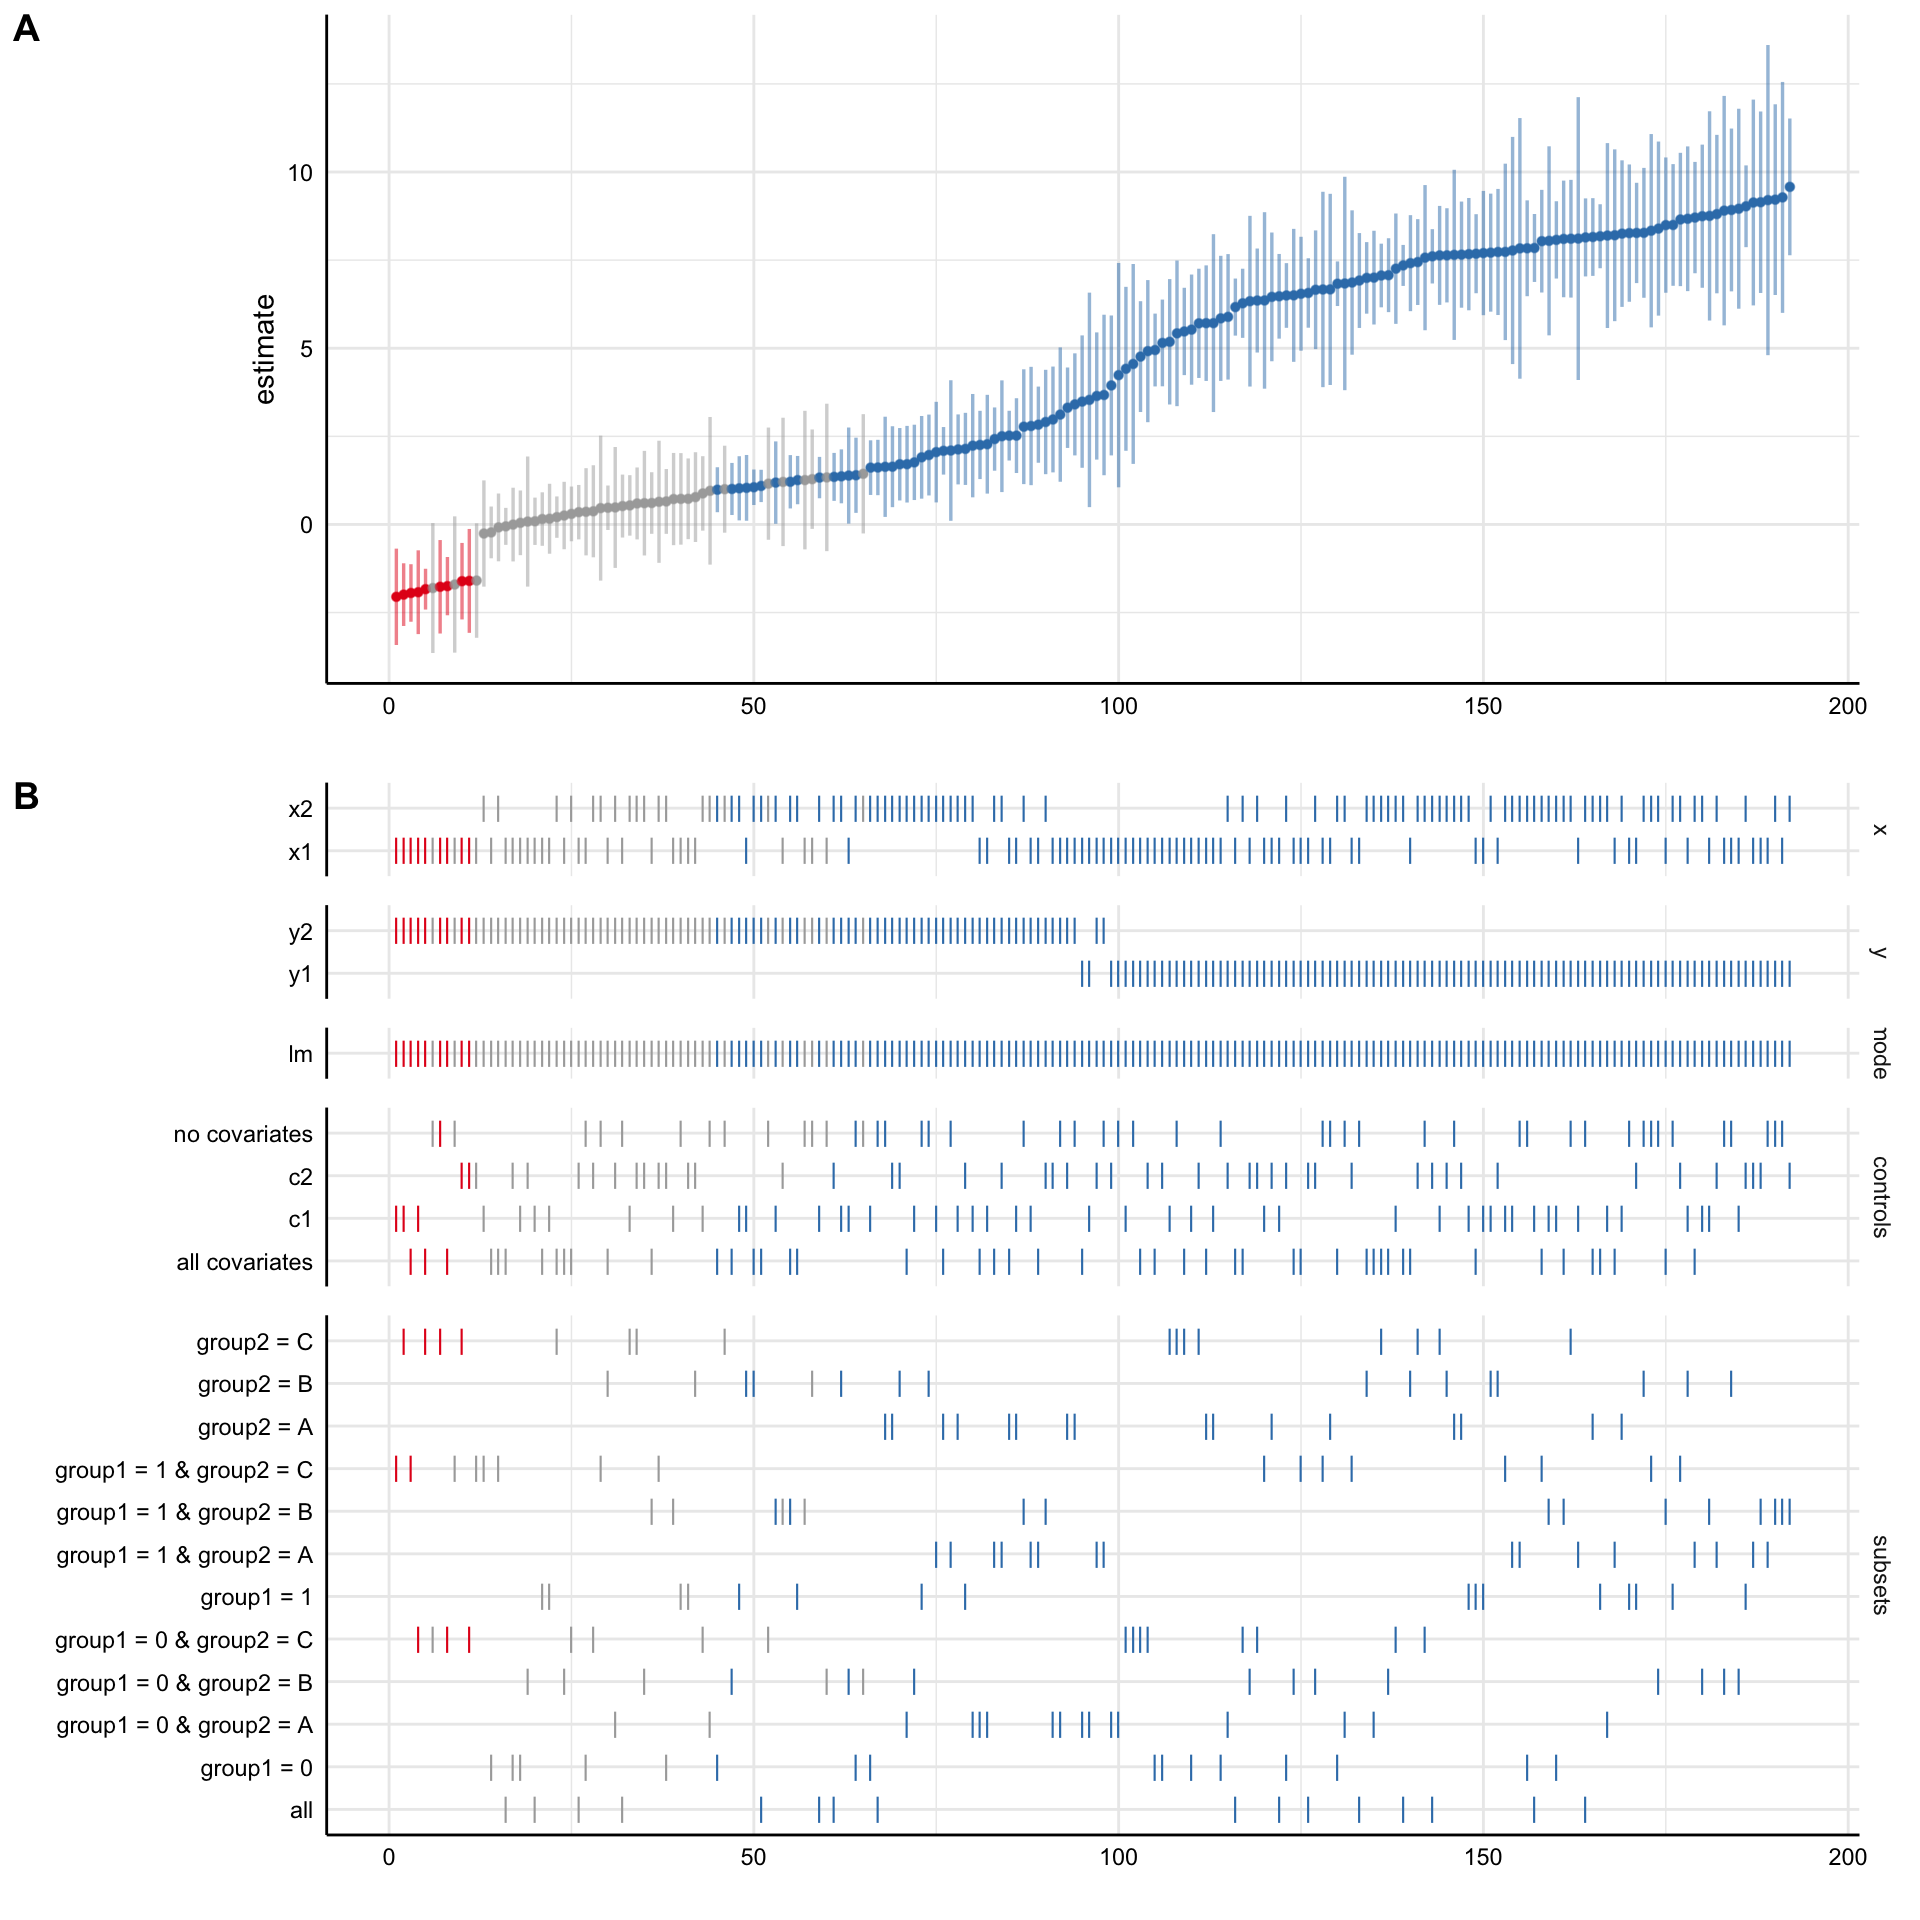 A
estimate
10
5
0
0 50 100 150 200
B
x2
x1
x
y2
y1
y
lm
mode
no covariates
c2
c1
all covariates
controls
group2 = C
group2 = B
group2 = A
group1 = 1 & group2 = C
group1 = 1 & group2 = B
group1 = 1 & group2 = A
group1 = 1
group1 = 0 & group2 = C
group1 = 0 & group2 = B
group1 = 0 & group2 = A
group1 = 0
all
subsets
0 50 100 150 200